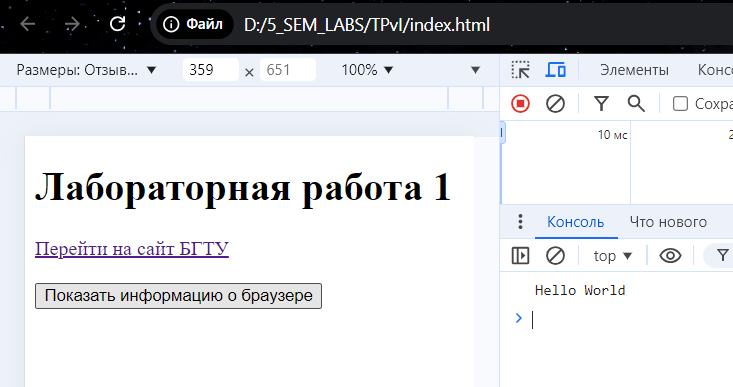 Файл D:/5_SEM_LABS/TPvI/index.html
Размеры: Отзыв... 359 × 651 100% Элементы
Сохра
10 мс
Лабораторная работа 1
Перейти на сайт БГТУ
Показать информацию о браузере
Консоль Что нового
top
Hello World